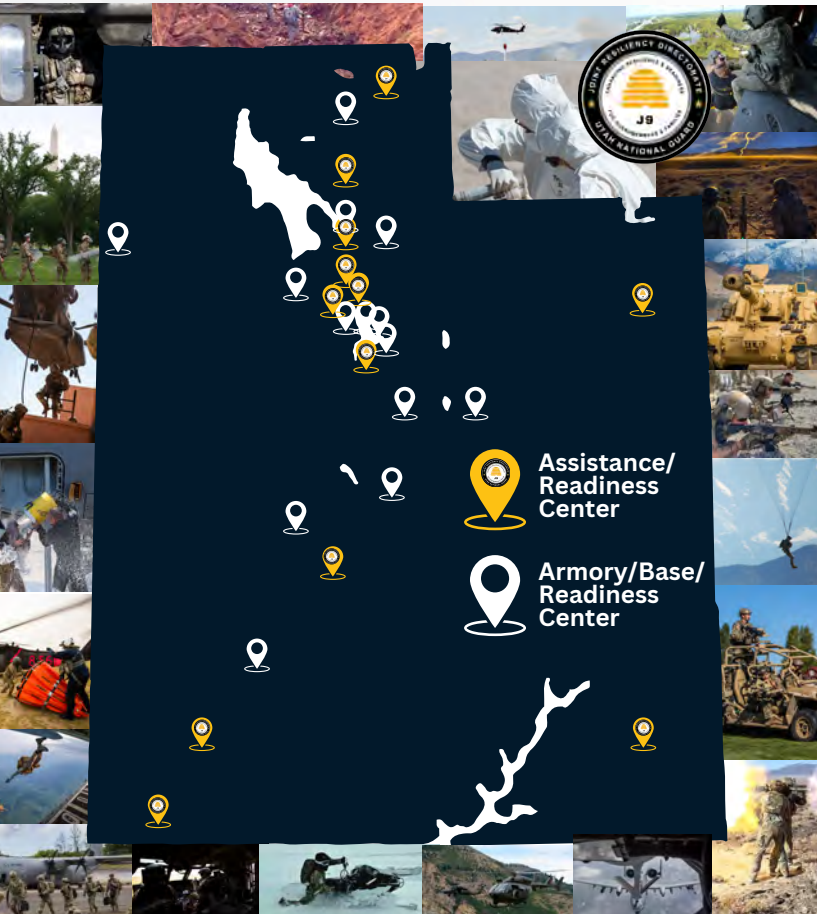 JOINT RESILIENCY DIRECTORATE
J9
UTAH NATIONAL GUARD
Assistance/
Readiness
Center
Armory/Base/
Readiness
Center